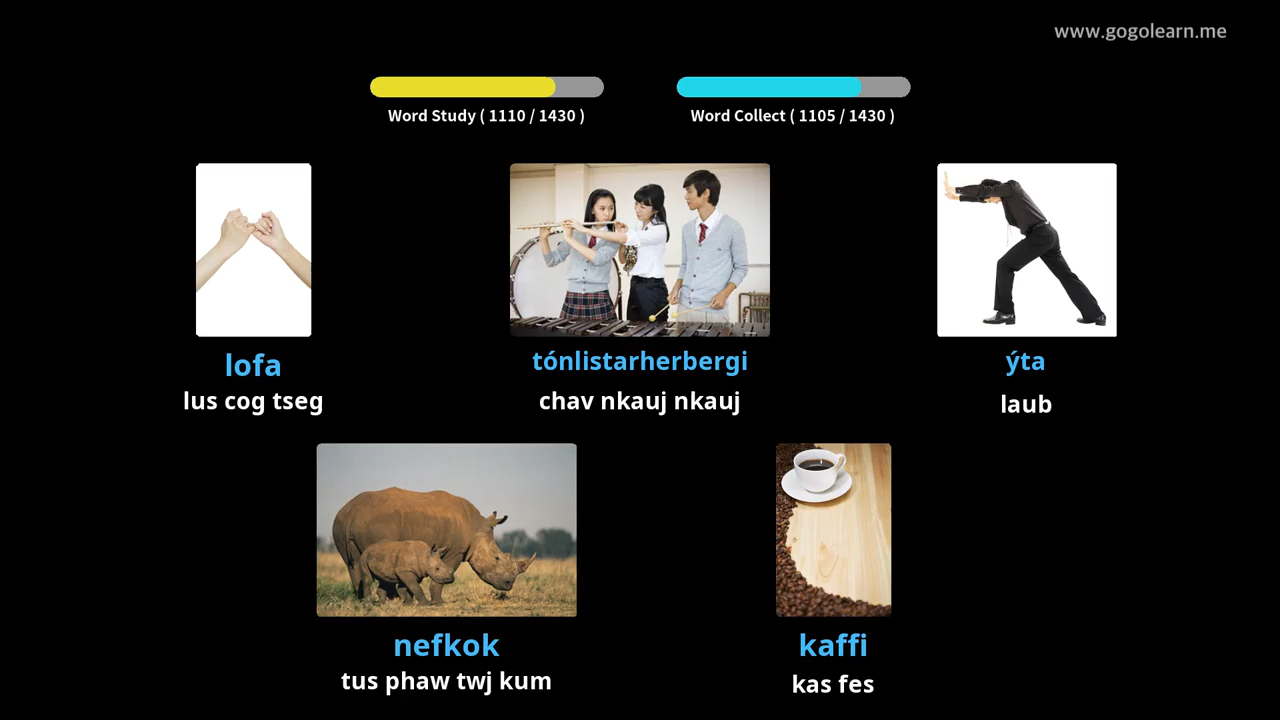 www.gogolearn.me
Word Study ( 1110 / 1430 )
Word Collect ( 1105 / 1430 )
lofa
lus cog tseg
tónlistarherbergi
chav nkauj nkauj
ýta
laub
nefkok
tus phaw twj kum
kaffi
kas fes